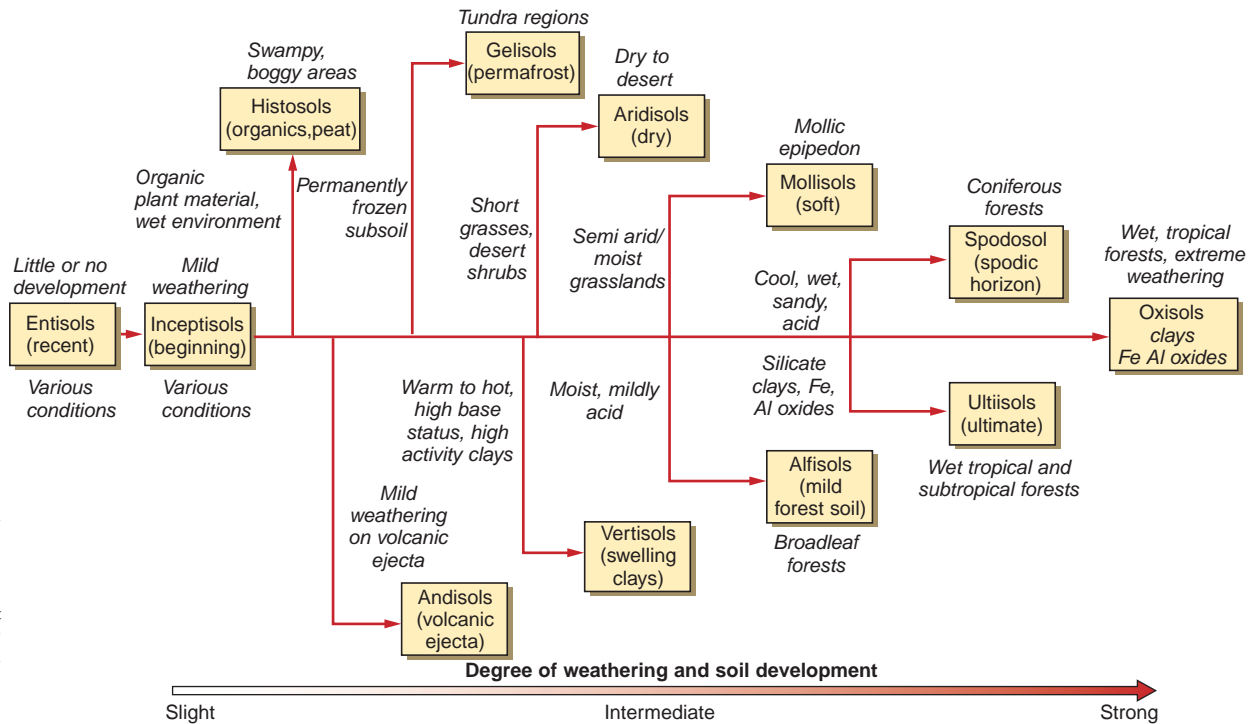 Tundra regions
Gelisols
(permafrost)
Swampy,
boggy areas
Histosols
(organics,peat)
Dry to
desert
Aridisols
(dry)
Mollic
epipedon
Mollisols
(soft)
Coniferous
forests
Spodosol
(spodic
horizon)
Wet, tropical
forests, extreme
weathering
Oxisols
clays
Fe Al oxides
Organic
plant material,
wet environment
Permanently
frozen
subsoil
Short
grasses,
desert
shrubs
Semi arid/
moist
grasslands
Cool, wet,
sandy,
acid
Little or no
development
Entisols
(recent)
Various
conditions
Mild
weathering
Inceptisols
(beginning)
Various
conditions
Warm to hot,
high base
status, high
activity clays
Moist, mildly
acid
Silicate
clays, Fe,
Al oxides
Ultiisols
(ultimate)
Wet tropical and
subtropical forests
Mild
weathering
on volcanic
ejecta
Andisols
(volcanic
ejecta)
Vertisols
(swelling
clays)
Alfisols
(mild
forest soil)
Broadleaf
forests
Degree of weathering and soil development
Slight
Intermediate
Strong